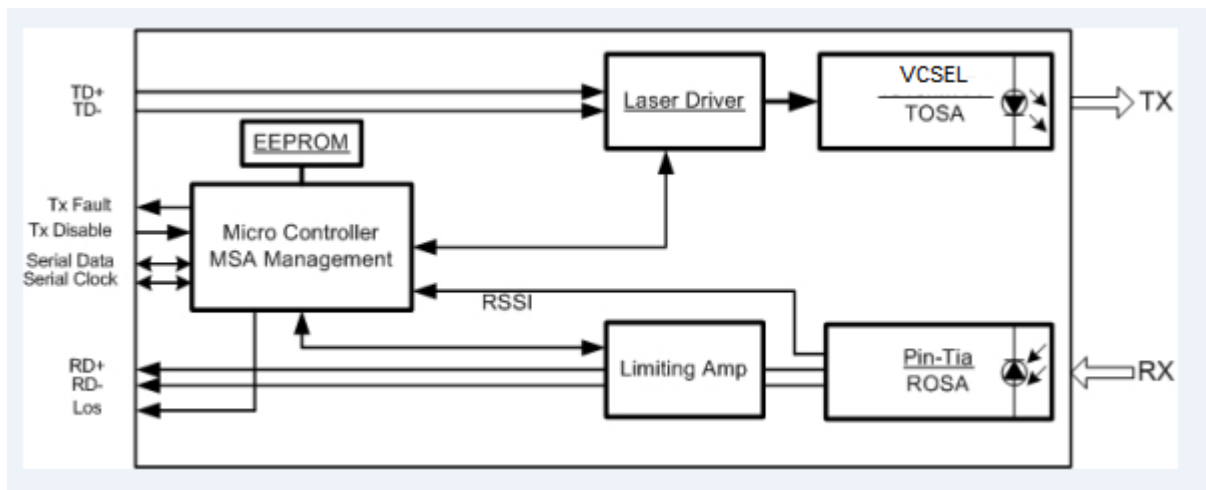 TD+
TD-
Laser Driver
VCSEL
TOSA
TX
EEPROM
Tx Fault
Tx Disable
Serial Data
Serial Clock
Micro Controller
MSA Management
RSSI
RD+
RD-
Los
Limiting Amp
Pin-Tia
ROSA
RX